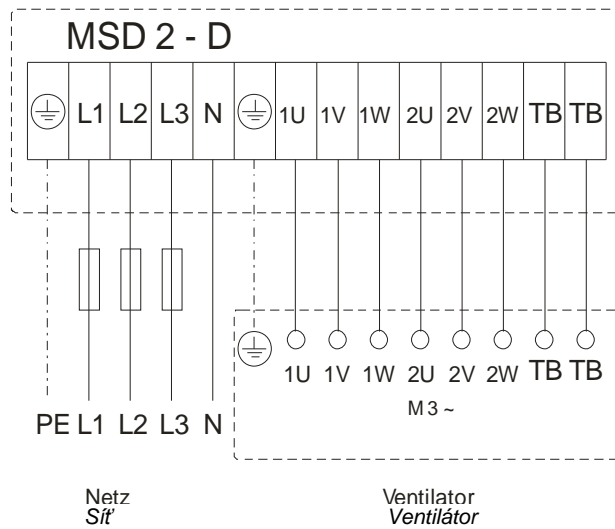 MSD 2 - D
L1 L2 L3 N 1U 1V 1W 2U 2V 2W TB TB
1U 1V 1W 2U 2V 2W TB TB
M 3 ~
PE L1 L2 L3 N
Netz Ventilator
Síť Ventilátor